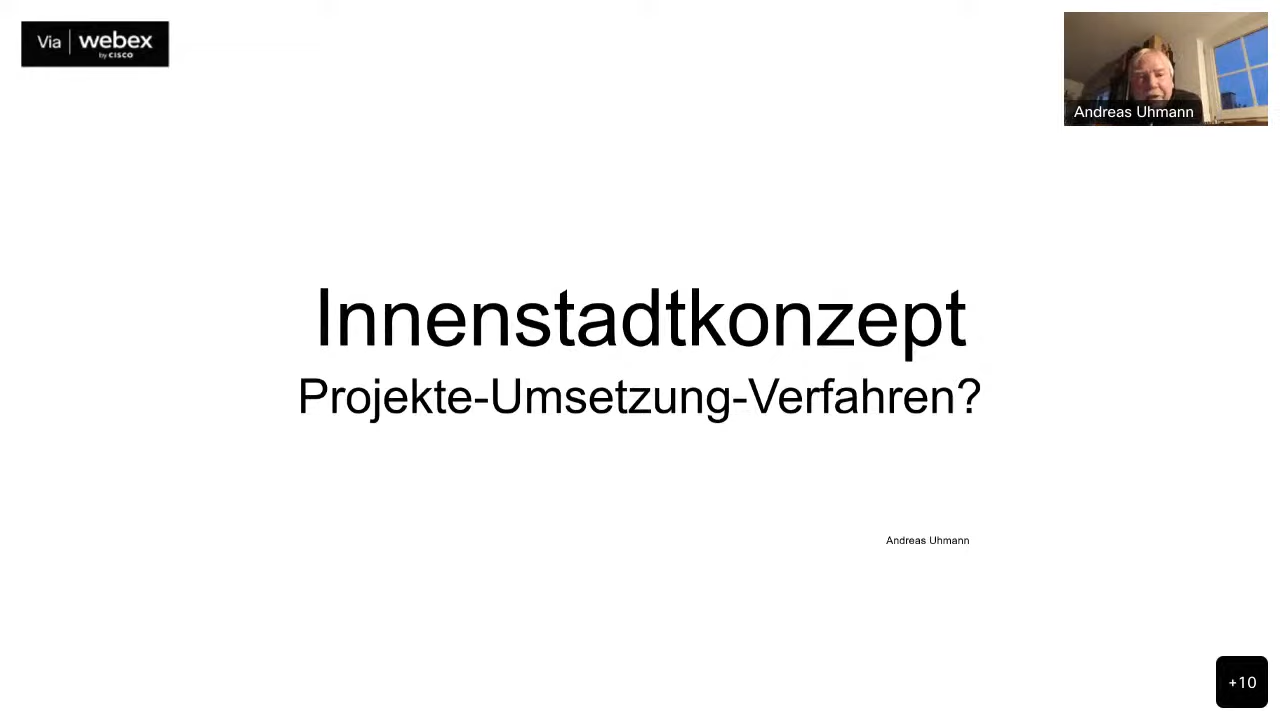 Via | webex
by CISCO
Andreas Uhmann
Innenstadtkonzept
Projekte-Umsetzung-Verfahren?
Andreas Uhmann
+10